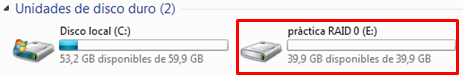 Unidades de disco duro (2)
Disco local (C:)
53,2 GB disponibles de 59,9 GB
pràctica RAID 0 (E:)
39,9 GB disponibles de 39,9 GB